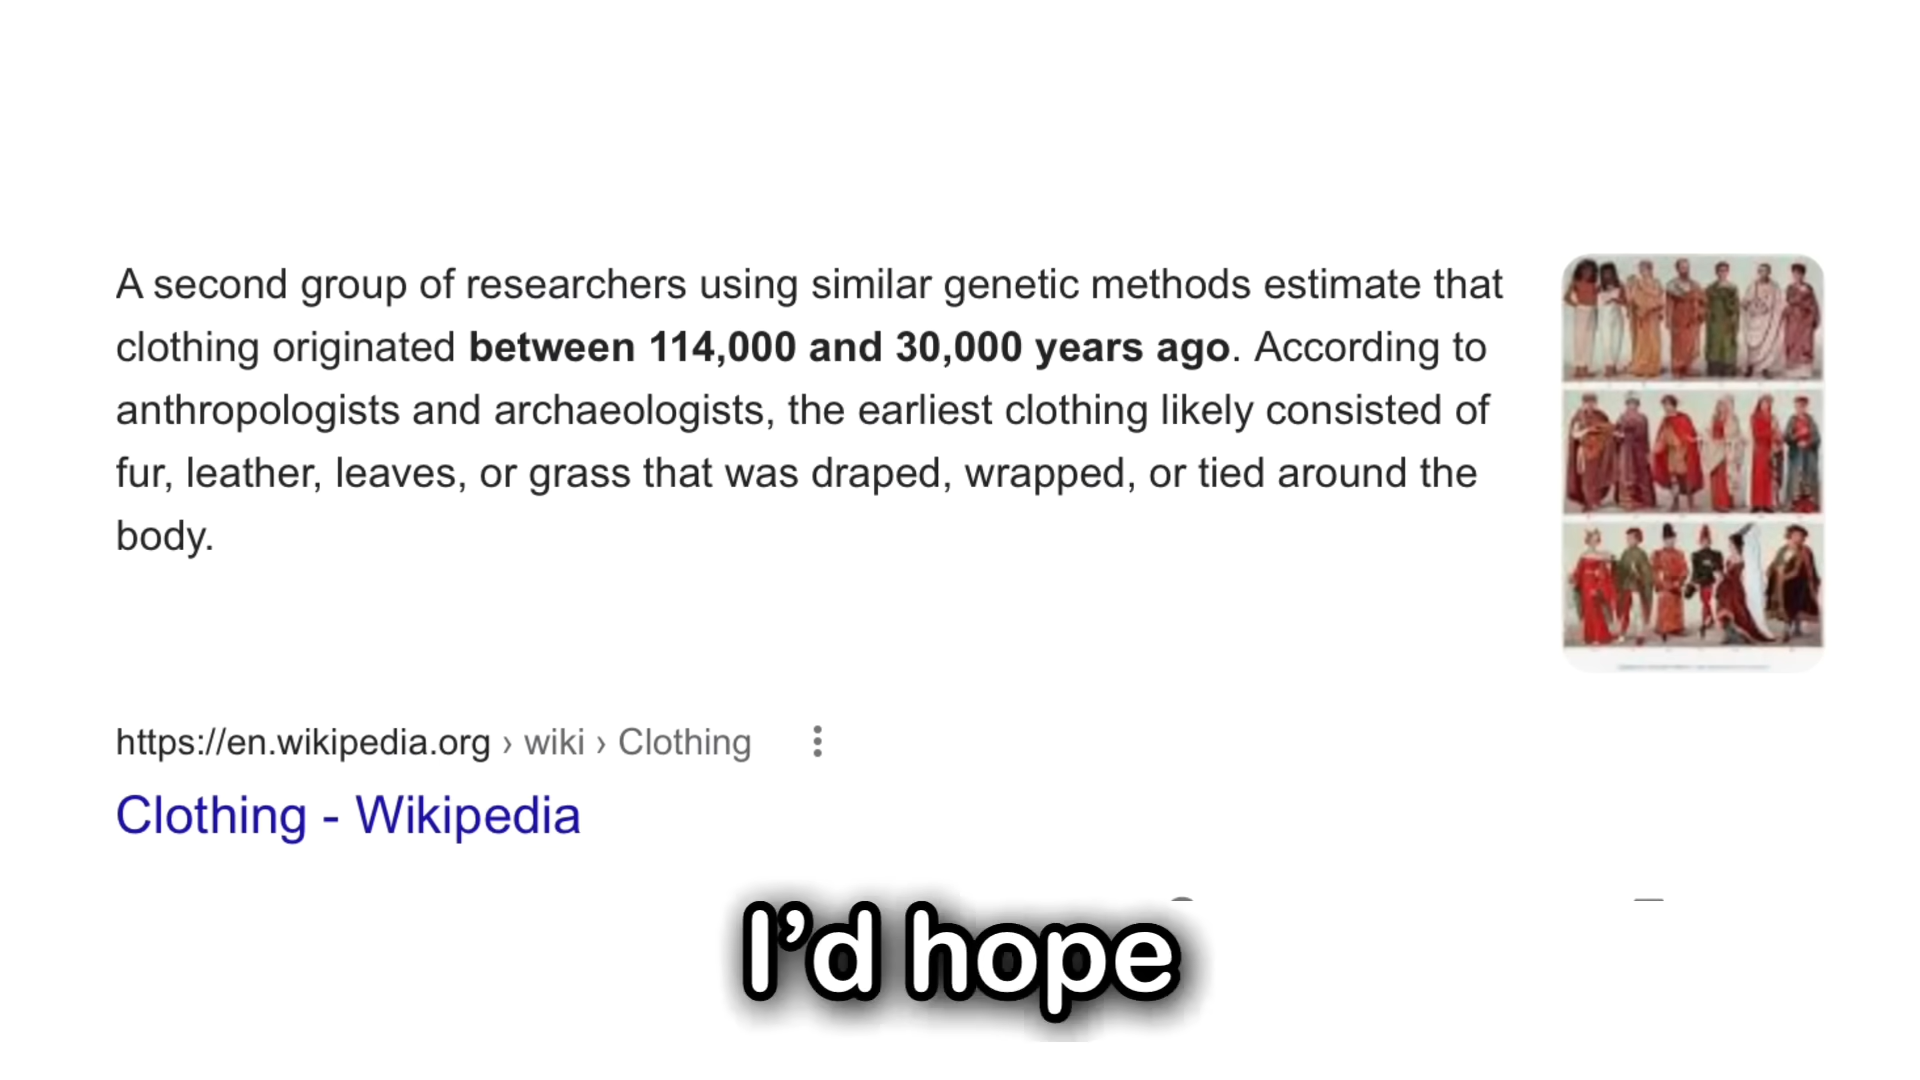 A second group of researchers using similar genetic methods estimate that
clothing originated between 114,000 and 30,000 years ago. According to
anthropologists and archaeologists, the earliest clothing likely consisted of
fur, leather, leaves, or grass that was draped, wrapped, or tied around the
body.
https://en.wikipedia.org › wiki › Clothing
Clothing - Wikipedia
I’d hope